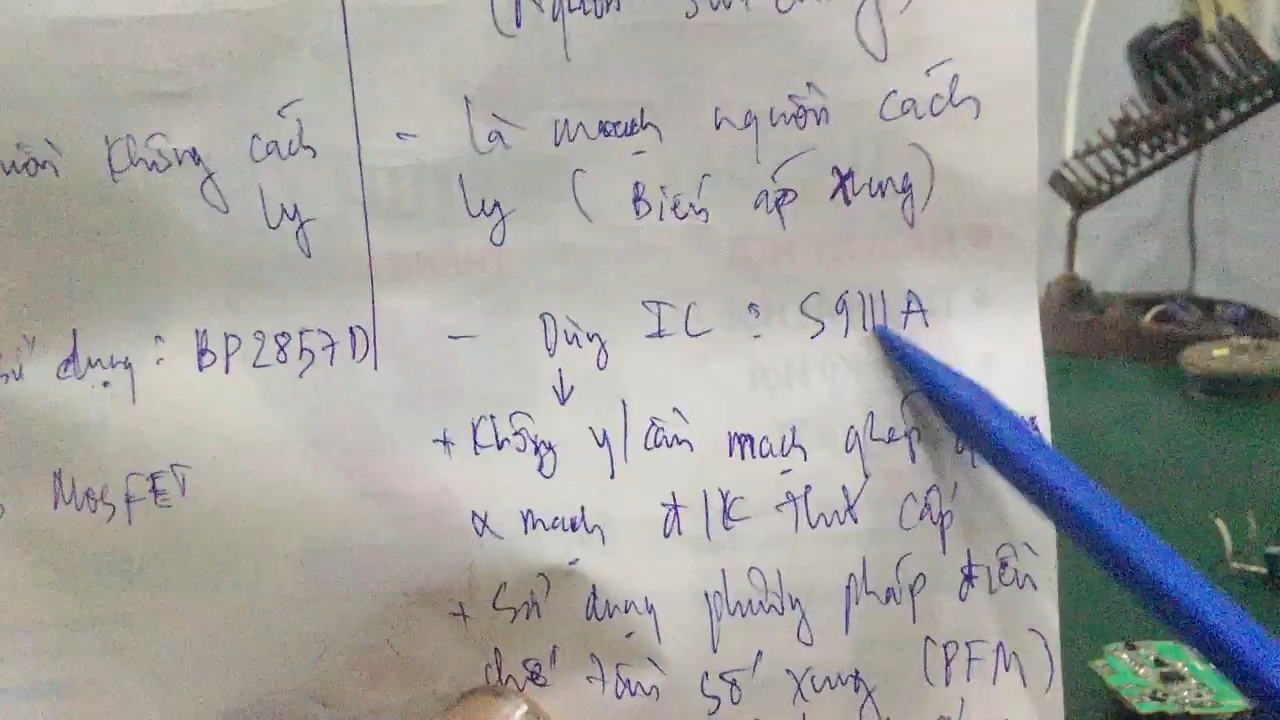 không cách
ly
sử dụng : BP2857D
MOSFET
(Nguồn
- là mạch nguồn cách
ly ( Biến áp xung)
- Dùng IC : S9111A
↓
+ Không y/cầu mạch ghép
& mạch đ/k thứ cấp
+ Sử dụng phương pháp điều
chế tần số xung (PFM)